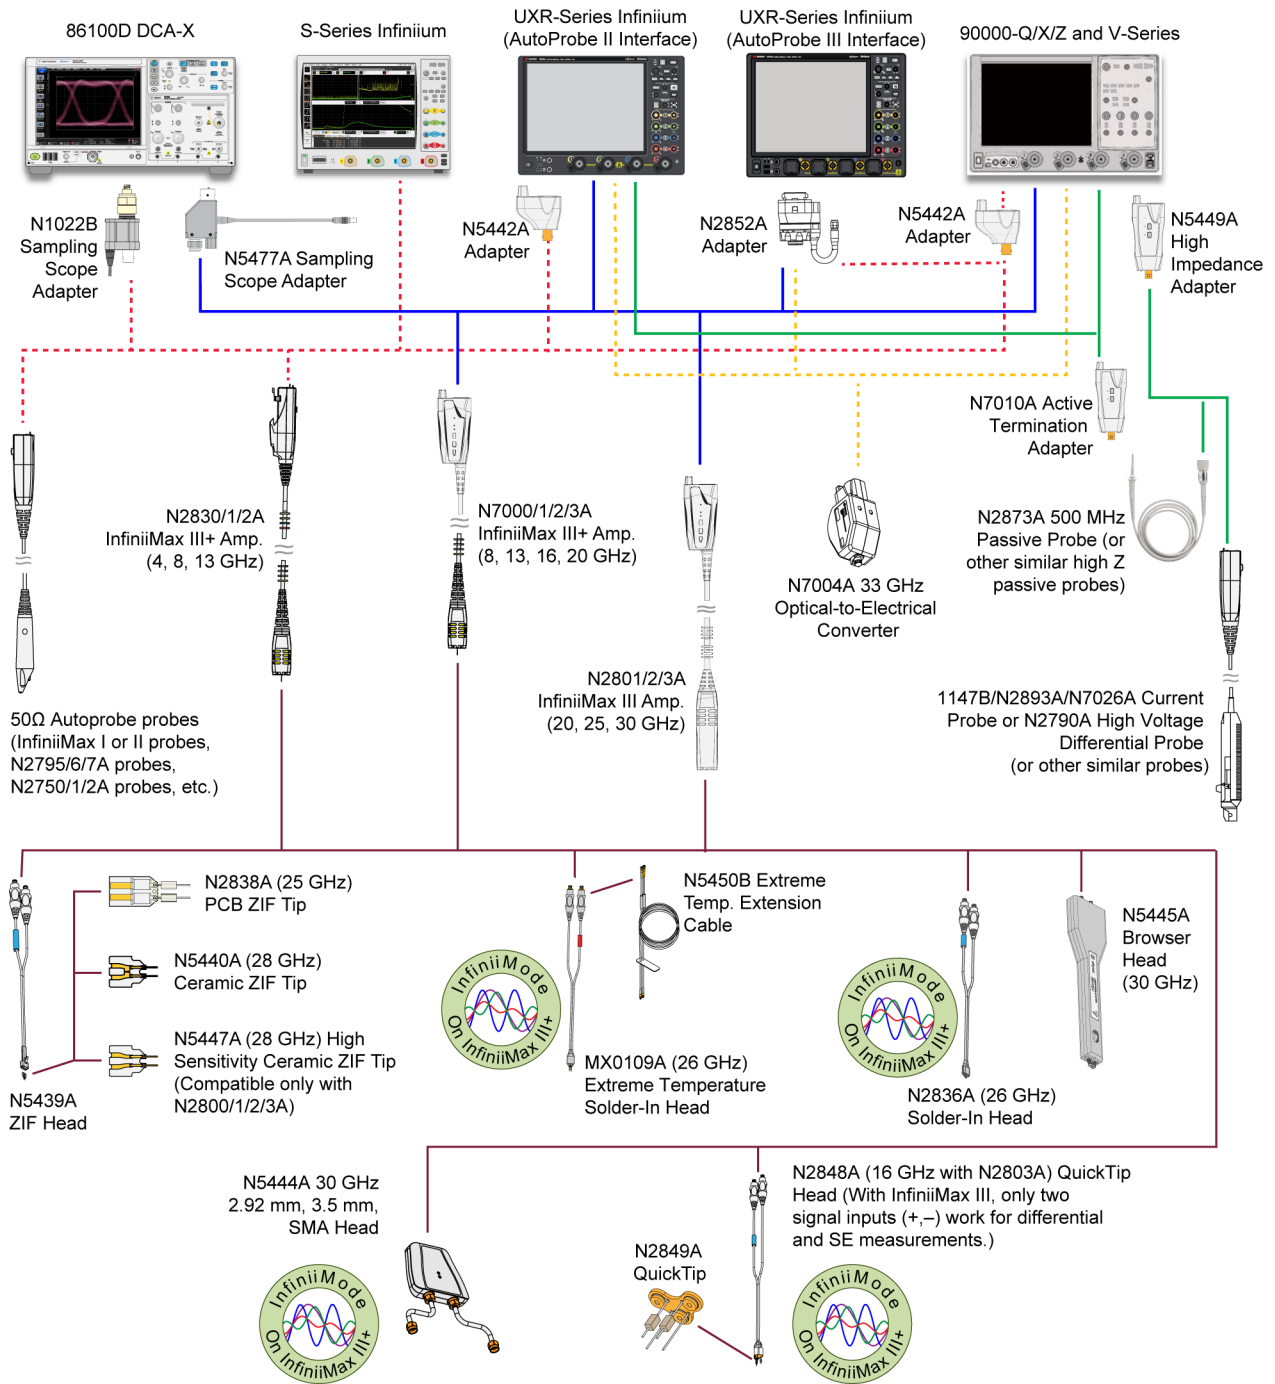 86100D DCA-X
S-Series Infiniium
UXR-Series Infiniium
(AutoProbe II Interface)
UXR-Series Infiniium
(AutoProbe III Interface)
90000-Q/X/Z and V-Series
N1022B
Sampling
Scope
Adapter
N5477A Sampling
Scope Adapter
N5442A
Adapter
N2852A
Adapter
N5442A
Adapter
N5449A
High
Impedance
Adapter
N7010A Active
Termination
Adapter
N2830/1/2A
InfiniiMax III+ Amp.
(4, 8, 13 GHz)
N7000/1/2/3A
InfiniiMax III+ Amp.
(8, 13, 16, 20 GHz)
N7004A 33 GHz
Optical-to-Electrical
Converter
N2873A 500 MHz
Passive Probe (or
other similar high Z
passive probes)
N2801/2/3A
InfiniiMax III Amp.
(20, 25, 30 GHz)
50Ω Autoprobe probes
(InfiniiMax I or II probes,
N2795/6/7A probes,
N2750/1/2A probes, etc.)
1147B/N2893A/N7026A Current
Probe or N2790A High Voltage
Differential Probe
(or other similar probes)
N2838A (25 GHz)
PCB ZIF Tip
N5440A (28 GHz)
Ceramic ZIF Tip
N5447A (28 GHz) High
Sensitivity Ceramic ZIF Tip
(Compatible only with
N2800/1/2/3A)
N5439A
ZIF Head
N5450B Extreme
Temp. Extension
Cable
InfiniiMode
On InfiniiMax III+
MX0109A (26 GHz)
Extreme Temperature
Solder-In Head
InfiniiMode
On InfiniiMax III+
N2836A (26 GHz)
Solder-In Head
N5445A
Browser
Head
(30 GHz)
N5444A 30 GHz
2.92 mm, 3.5 mm,
SMA Head
InfiniiMode
On InfiniiMax III+
N2849A
QuickTip
N2848A (16 GHz with N2803A) QuickTip
Head (With InfiniiMax III, only two
signal inputs (+,–) work for differential
and SE measurements.)
InfiniiMode
On InfiniiMax III+